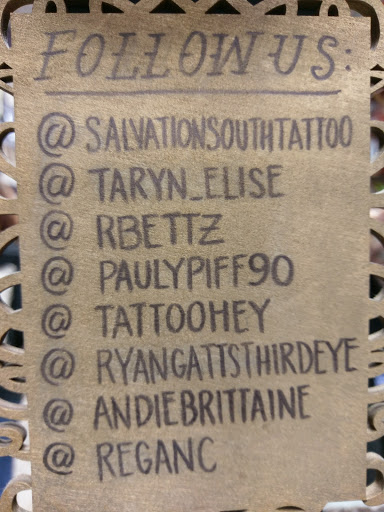 FOLLOW US:
@ SALVATIONSOUTHTATTOO
@ TARYN_ELISE
@ RBETTZ
@ PAULYPIFF90
@ TATTOOHEY
@ RYANGATTSTHIRDEYE
@ ANDIEBRITTAINE
@ REGANC